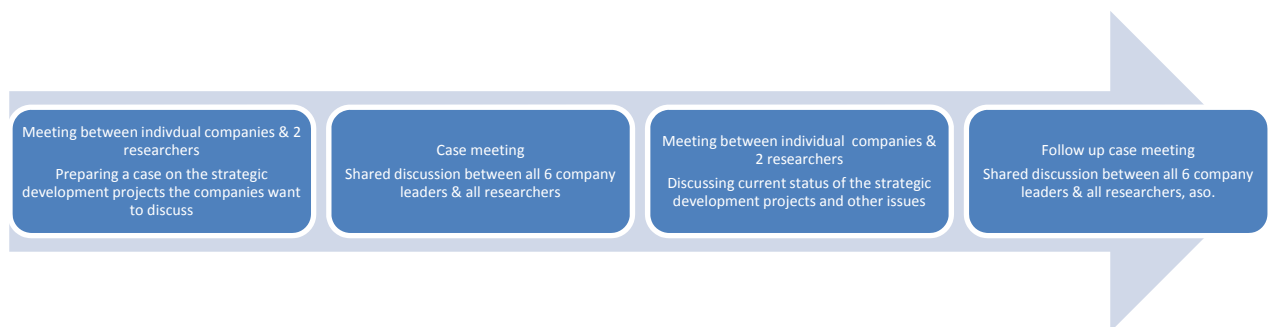 Meeting between indivdual companies & 2
researchers
Preparing a case on the strategic
development projects the companies want
to discuss
Case meeting
Shared discussion between all 6 company
leaders & all researchers
Meeting between individual companies &
2 researchers
Discussing current status of the strategic
development projects and other issues
Follow up case meeting
Shared discussion between all 6 company
leaders & all researchers, aso.